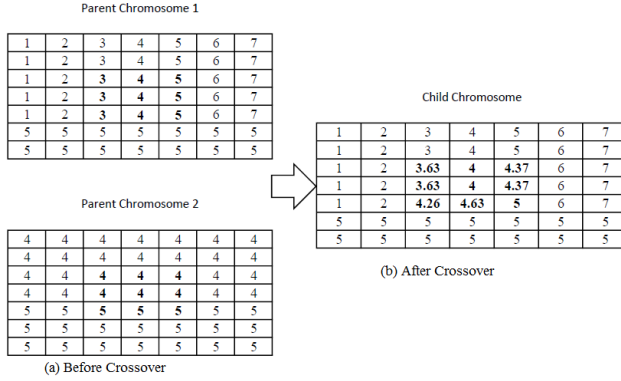 Parent Chromosome 1
1 2 3 4 5 6 7
1 2 3 4 5 6 7
1 2 3 4 5 6 7
1 2 3 4 5 6 7
1 2 3 4 5 6 7
5 5 5 5 5 5 5
5 5 5 5 5 5 5
Parent Chromosome 2
4 4 4 4 4 4 4
4 4 4 4 4 4 4
4 4 4 4 4 4 4
4 4 4 4 4 4 4
5 5 5 5 5 5 5
5 5 5 5 5 5 5
5 5 5 5 5 5 5
(a) Before Crossover
Child Chromosome
1 2 3 4 5 6 7
1 2 3 4 5 6 7
1 2 3.63 4 4.37 6 7
1 2 3.63 4 4.37 6 7
1 2 4.26 4.63 5 6 7
5 5 5 5 5 5 5
5 5 5 5 5 5 5
(b) After Crossover